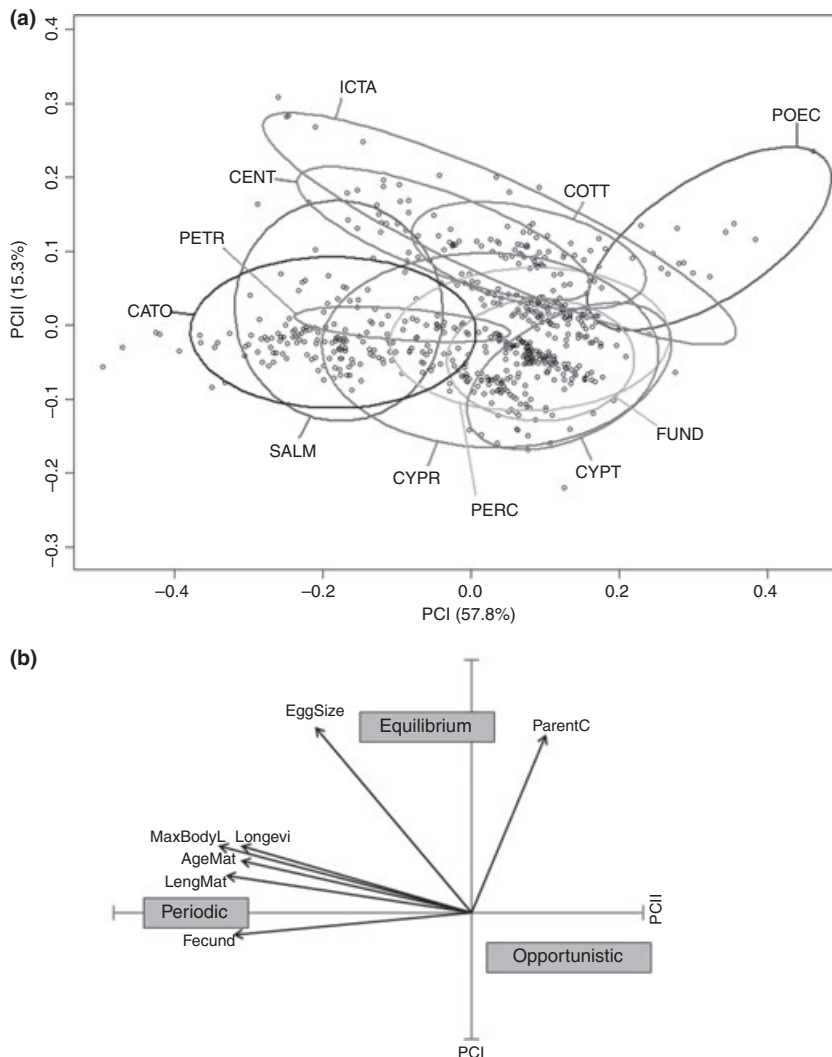 (a)
0.4
0.3
0.2
0.1
0.0
−0.1
−0.2
−0.3
PCII (15.3%)
ICTA
POEC
CENT
COTT
PETR
CATO
SALM
FUND
CYPR
CYPT
PERC
−0.4
−0.2
0.0
0.2
0.4
PCI (57.8%)
(b)
EggSize
Equilibrium
ParentC
MaxBodyL
Longevi
AgeMat
LengMat
Periodic
PCII
Fecund
Opportunistic
PCI